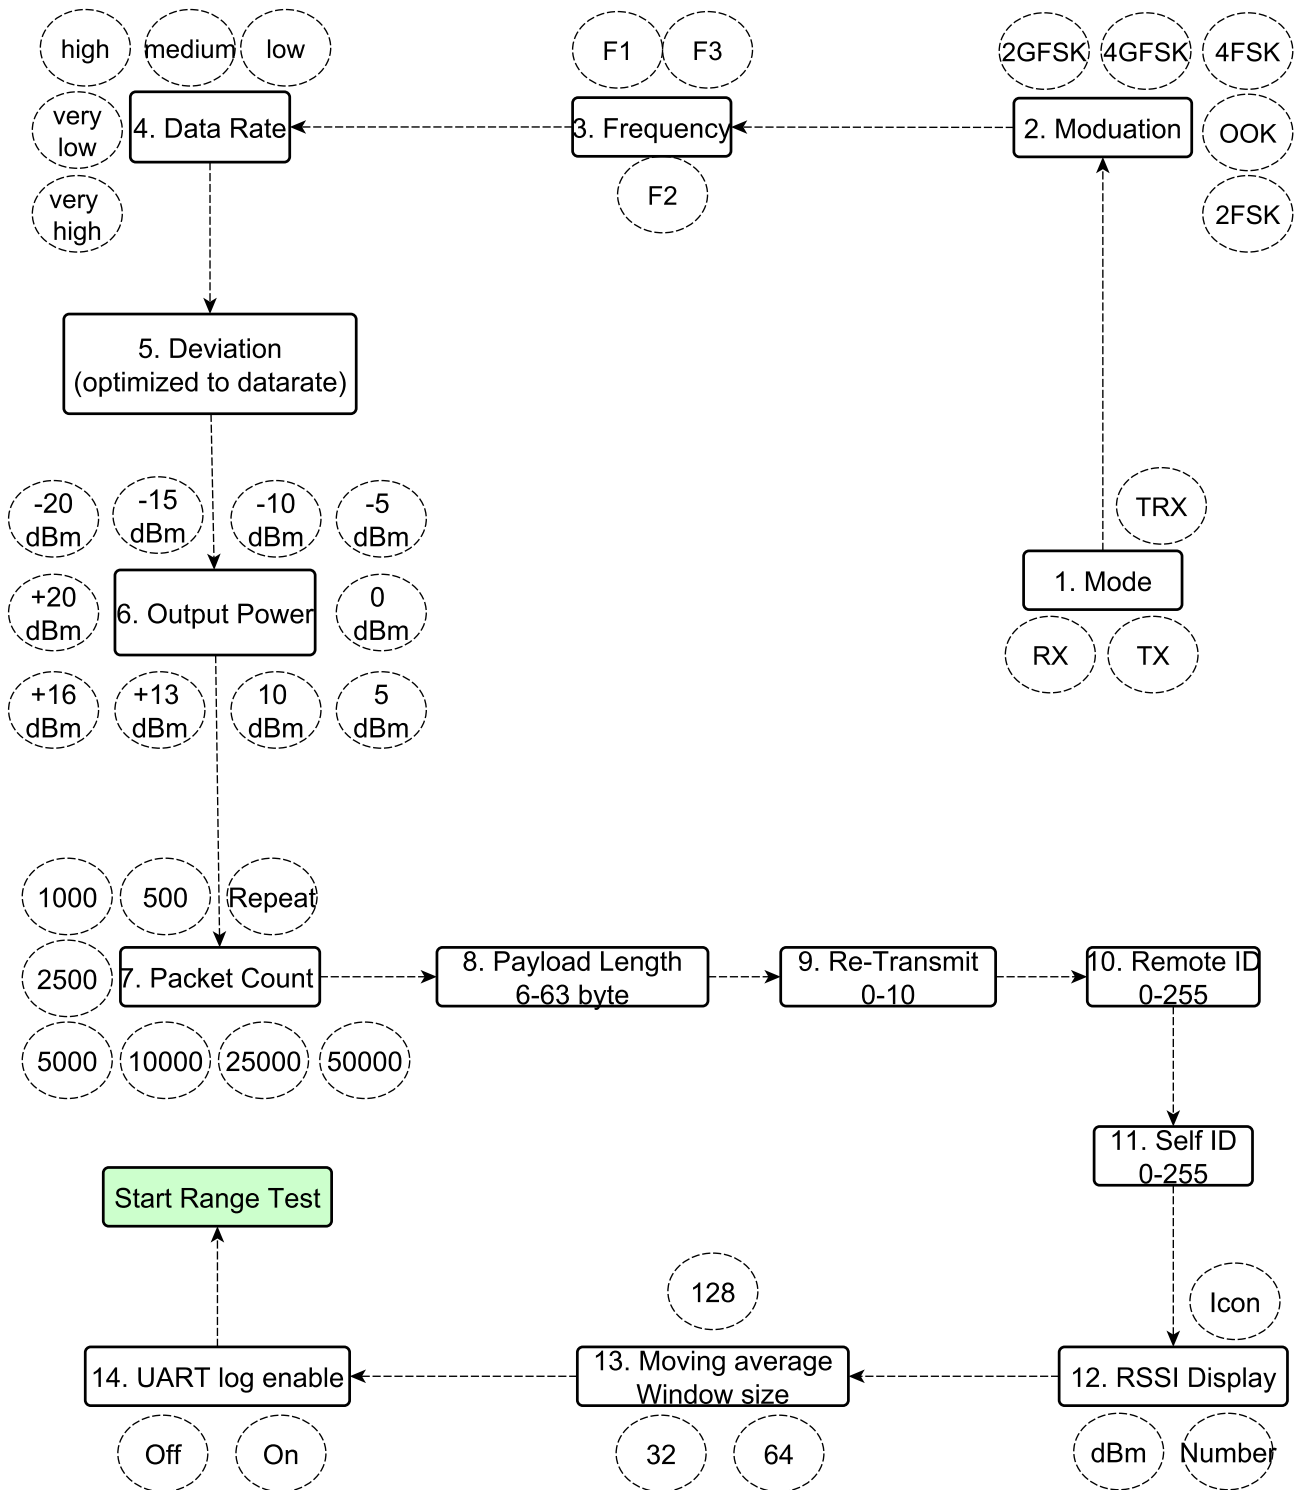 high
medium
low
F1
F3
2GFSK
4GFSK
4FSK
very
low
4. Data Rate
3. Frequency
2. Moduation
OOK
very
high
F2
2FSK
5. Deviation
(optimized to datarate)
-20
dBm
-15
dBm
-10
dBm
-5
dBm
TRX
+20
dBm
6. Output Power
0
dBm
1. Mode
RX
TX
+16
dBm
+13
dBm
10
dBm
5
dBm
1000
500
Repeat
2500
7. Packet Count
8. Payload Length
6-63 byte
9. Re-Transmit
0-10
10. Remote ID
0-255
5000
10000
25000
50000
11. Self ID
0-255
Start Range Test
128
Icon
14. UART log enable
13. Moving average
Window size
12. RSSI Display
Off
On
32
64
dBm
Number